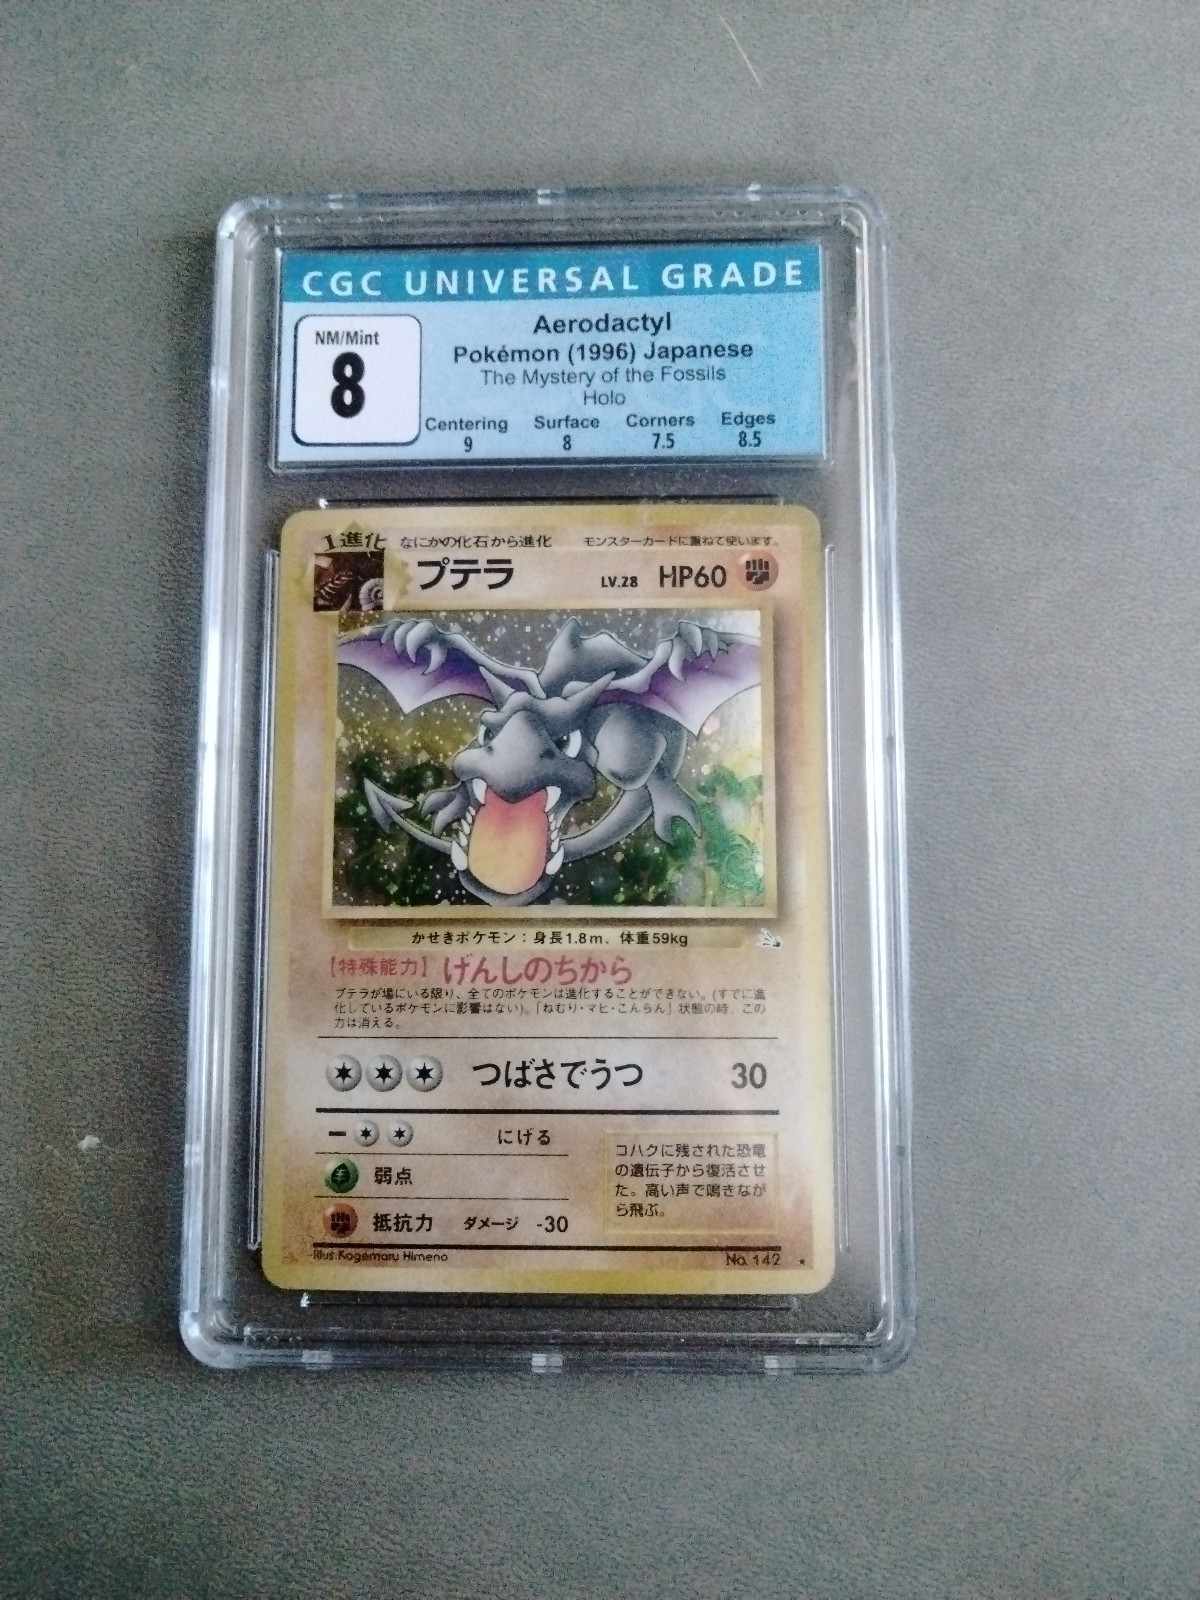 CGC UNIVERSAL GRADE
NM/Mint
8
Aerodactyl
Pokémon (1996) Japanese
The Mystery of the Fossils
Holo
Centering Surface Corners Edges
9 8 7.5 8.5
1進化 なにかの化石から進化 モンスターカードに重ねて使います。
プテラ LV.28 HP60
かせきポケモン：身長1.8m、体重59kg
【特殊能力】げんしのちから
プテラが場にいる限り、全てのポケモンは進化することができない。(すでに進
化しているポケモンに影響はない)。「ねむり・マヒ・こんらん」状態の時、この
力は消える。
つばさでうつ 30
ー にげる
弱点
抵抗力 ダメージ -30
コハクに残された恐竜
の遺伝子から復活させ
た。高い声で鳴きなが
ら飛ぶ。
Illus. Kagemaru Himeno No. 142 ★